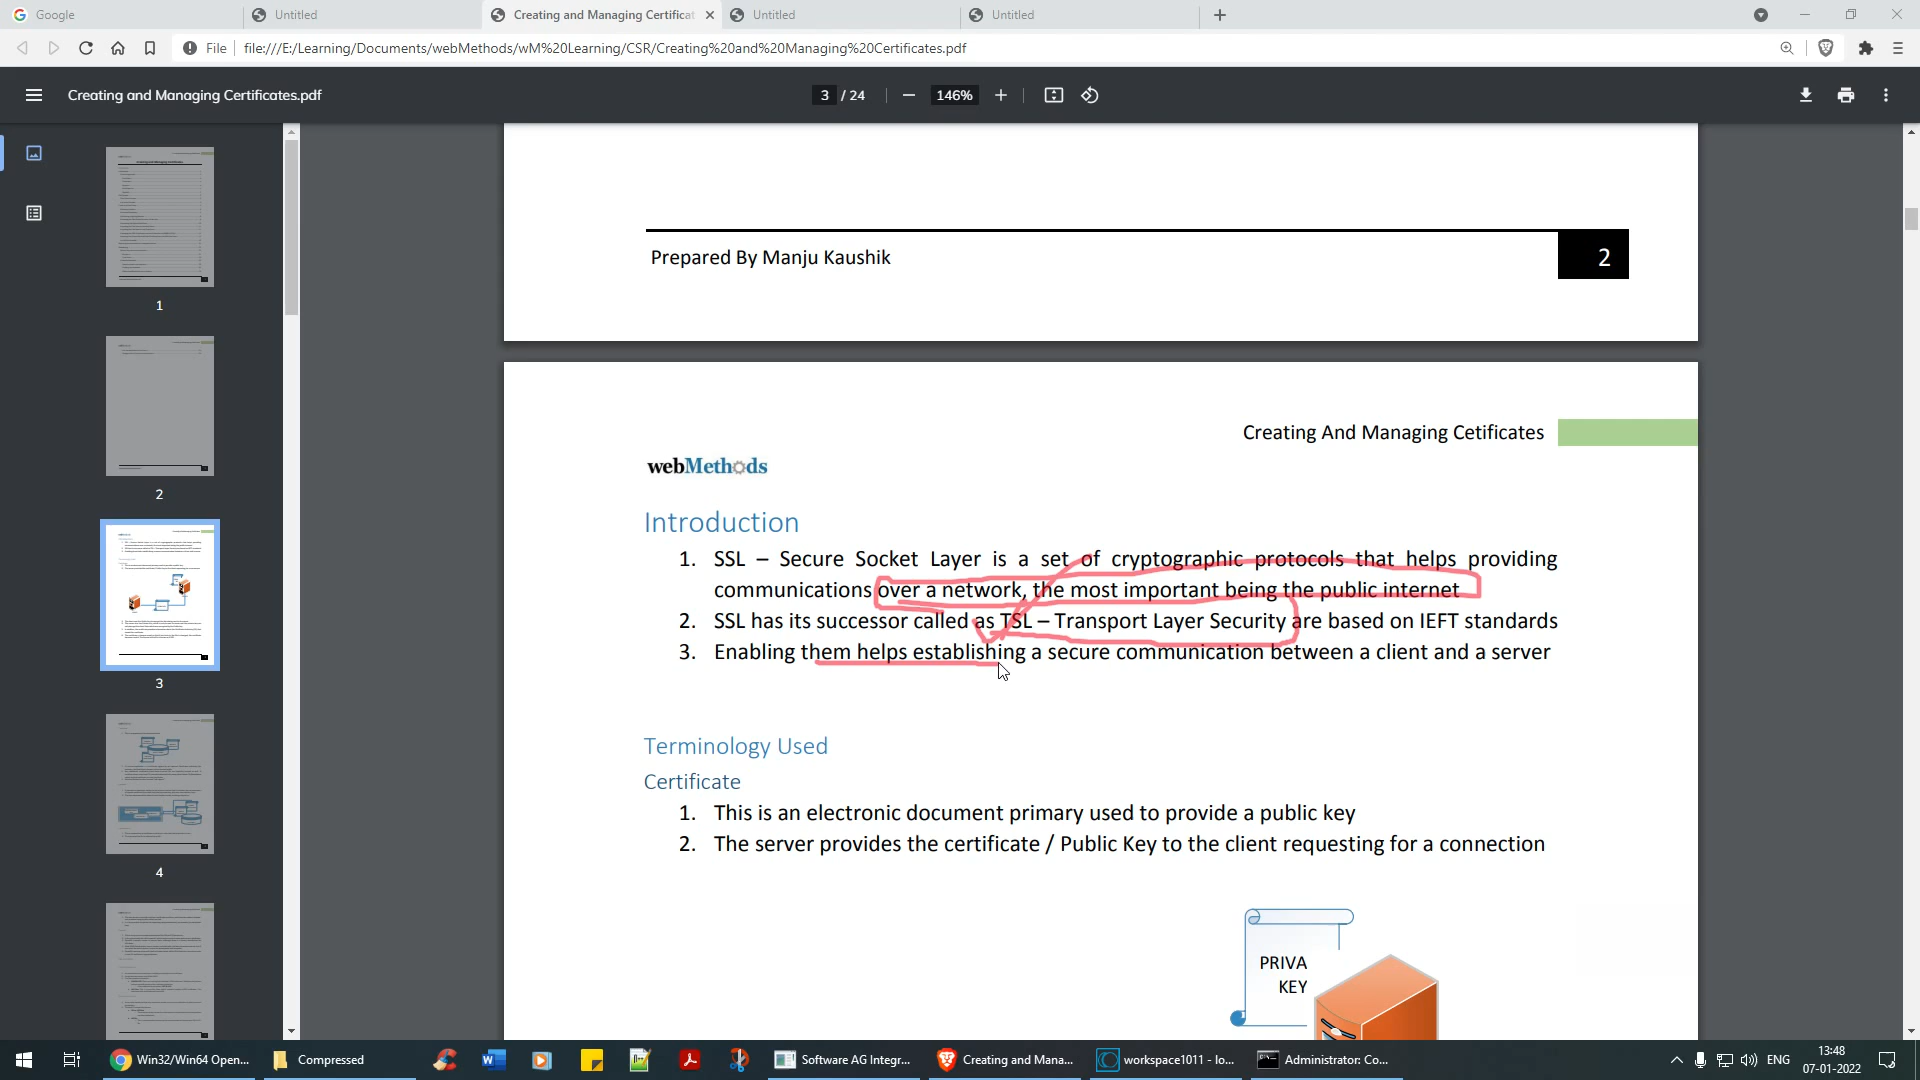 Google
Untitled
Creating and Managing Certificat
Untitled
Untitled
File
file:///E:/Learning/Documents/webMethods/wM%20Learning/CSR/Creating%20and%20Managing%20Certificates.pdf
Creating and Managing Certificates.pdf
3 / 24
146%
Prepared By Manju Kaushik
2
Creating And Managing Cetificates
webMethods
Introduction
1. SSL – Secure Socket Layer is a set of cryptographic protocols that helps providing
communications over a network, the most important being the public internet
2. SSL has its successor called as TSL – Transport Layer Security are based on IEFT standards
3. Enabling them helps establishing a secure communication between a client and a server
Terminology Used
Certificate
1. This is an electronic document primary used to provide a public key
2. The server provides the certificate / Public Key to the client requesting for a connection
PRIVA
KEY
1
2
3
4
Win32/Win64 Open...
Compressed
Software AG Integr...
Creating and Mana...
workspace1011 - lo...
Administrator: Co...
ENG
13:48
07-01-2022